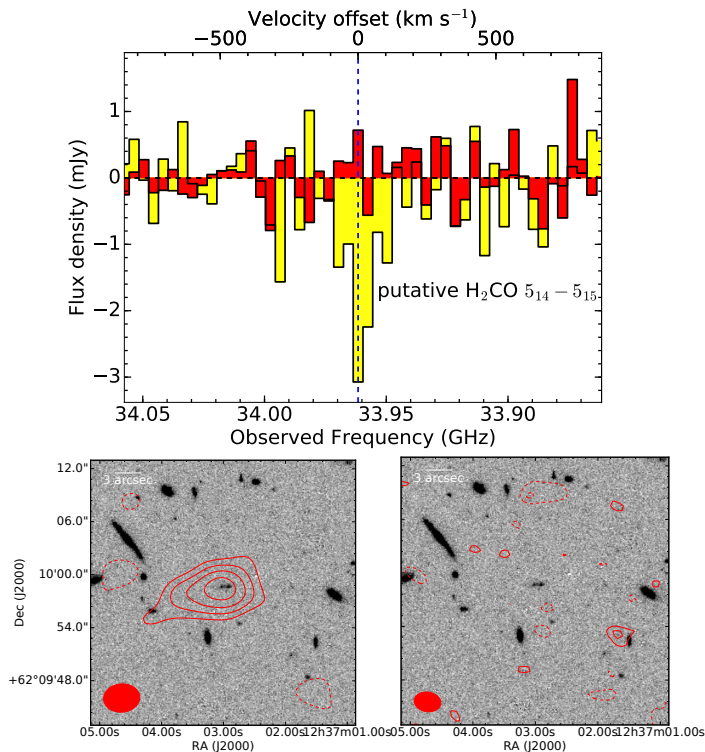 Velocity offset (km s⁻¹)
−500 0 500
1
0
−1
−2
−3
Flux density (mJy)
putative H₂CO 5₁₄ − 5₁₅
34.05 34.00 33.95 33.90
Observed Frequency (GHz)
3 arcsec
12.0"
06.0"
10'00.0"
54.0"
+62°09'48.0"
Dec (J2000)
05.00s 04.00s 03.00s 02.00s 12h37m01.00s
RA (J2000)
3 arcsec
05.00s 04.00s 03.00s 02.00s 12h37m01.00s
RA (J2000)